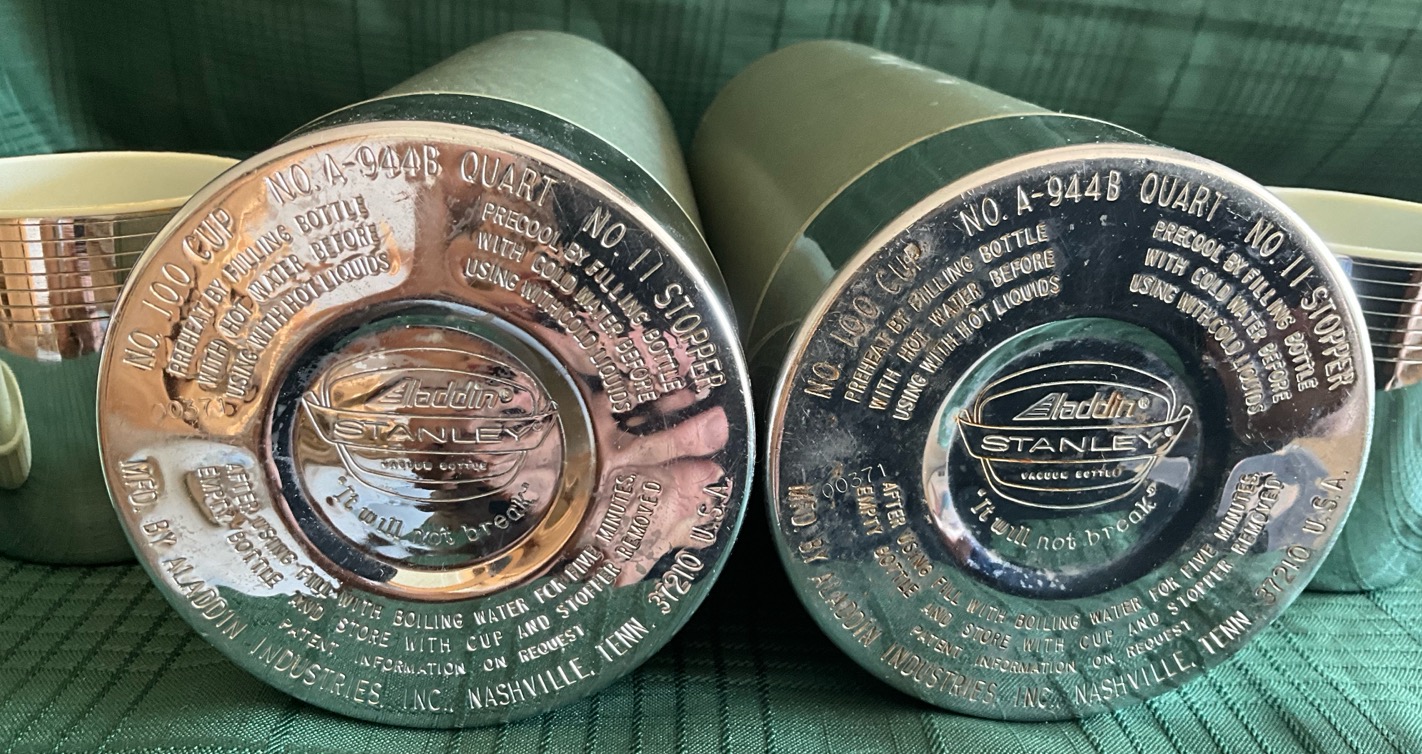 NO. 100 CUP NO. A-944B QUART NO. 11 STOPPER
PREHEAT BY FILLING BOTTLE
WITH HOT WATER BEFORE
USING WITH HOT LIQUIDS
PRECOOL BY FILLING BOTTLE
WITH COLD WATER BEFORE
USING WITH COLD LIQUIDS
00371
Aladdin®
STANLEY®
VACUUM BOTTLE
"It will not break"
AFTER USING FILL WITH BOILING WATER FOR FIVE MINUTES,
EMPTY BOTTLE AND STORE WITH CUP AND STOPPER REMOVED
PATENT INFORMATION ON REQUEST
MFD. BY ALADDIN INDUSTRIES, INC., NASHVILLE, TENN. 37210 U.S.A.
NO. 100 CUP NO. A-944B QUART NO. 11 STOPPER
PREHEAT BY FILLING BOTTLE
WITH HOT WATER BEFORE
USING WITH HOT LIQUIDS
PRECOOL BY FILLING BOTTLE
WITH COLD WATER BEFORE
USING WITH COLD LIQUIDS
00371
Aladdin®
STANLEY®
VACUUM BOTTLE
"It will not break"
AFTER USING FILL WITH BOILING WATER FOR FIVE MINUTES,
EMPTY BOTTLE AND STORE WITH CUP AND STOPPER REMOVED
PATENT INFORMATION ON REQUEST
MFD. BY ALADDIN INDUSTRIES, INC., NASHVILLE, TENN. 37210 U.S.A.